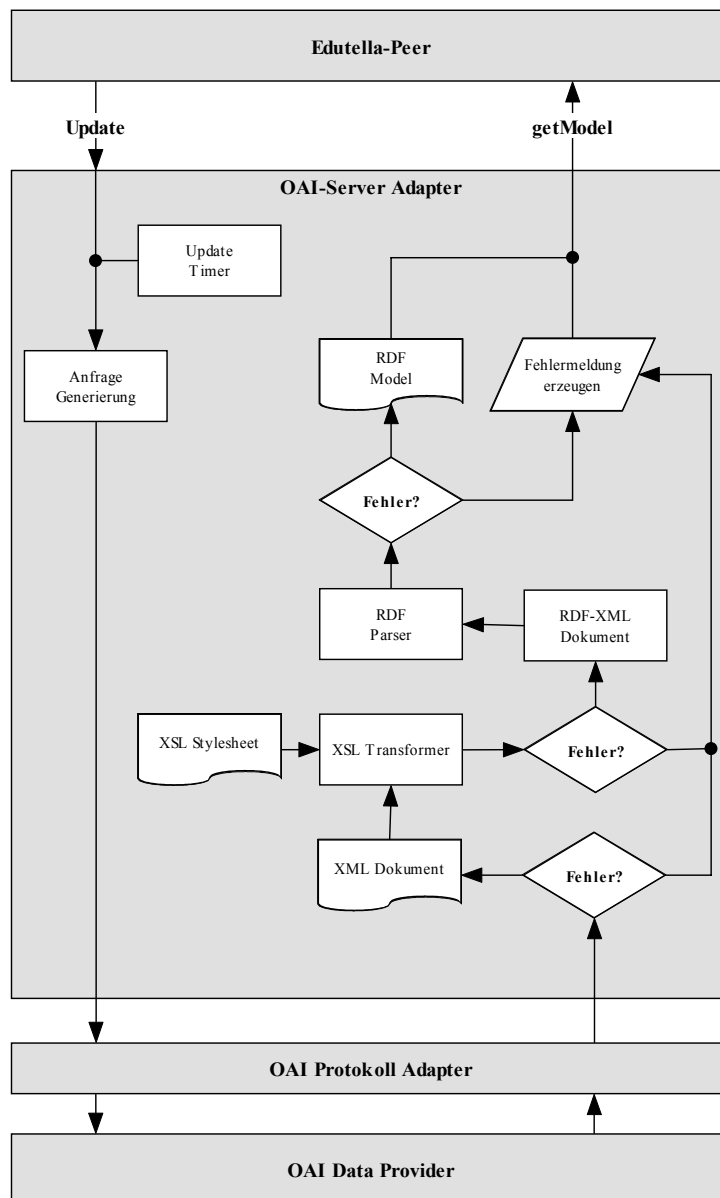 Edutella-Peer
Update
getModel
OAI-Server Adapter
Update
Timer
Anfrage
Generierung
RDF
Model
Fehlermeldung
erzeugen
Fehler?
RDF
Parser
RDF-XML
Dokument
XSL Stylesheet
XSL Transformer
Fehler?
XML Dokument
Fehler?
OAI Protokoll Adapter
OAI Data Provider